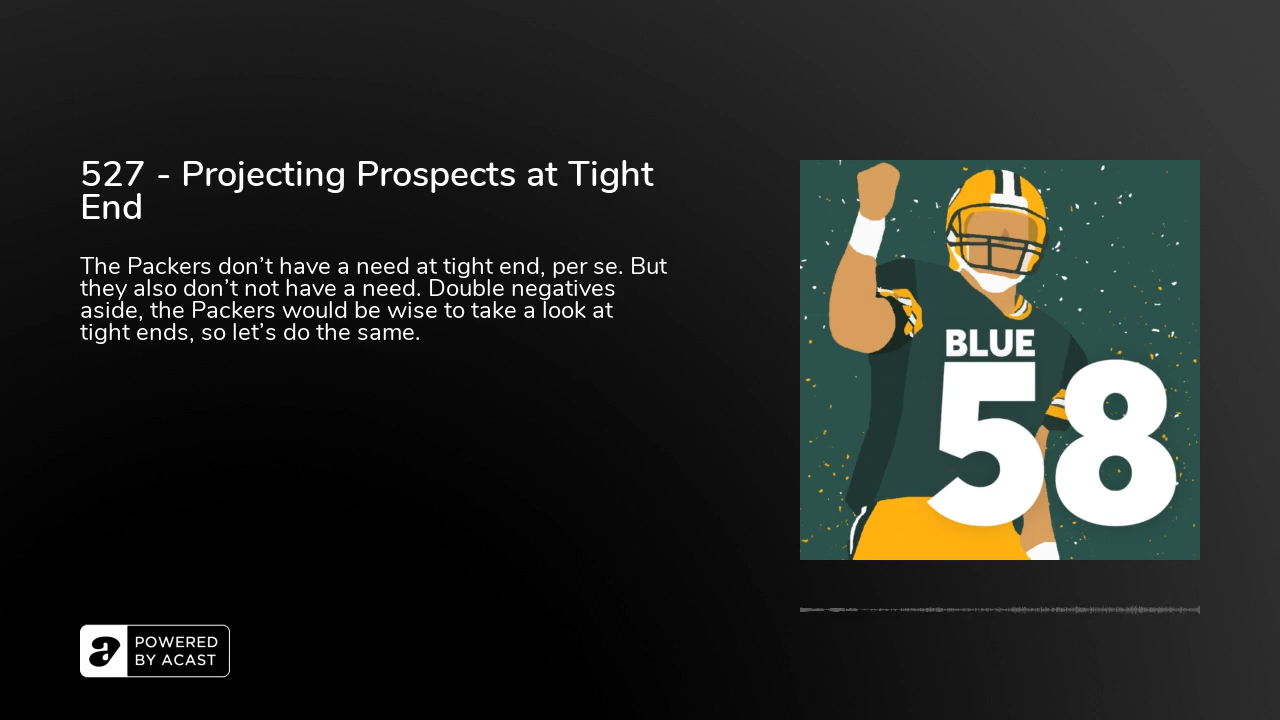 527 - Projecting Prospects at Tight
End
The Packers don’t have a need at tight end, per se. But
they also don’t not have a need. Double negatives
aside, the Packers would be wise to take a look at
tight ends, so let’s do the same.
BLUE
58
POWERED
BY ACAST